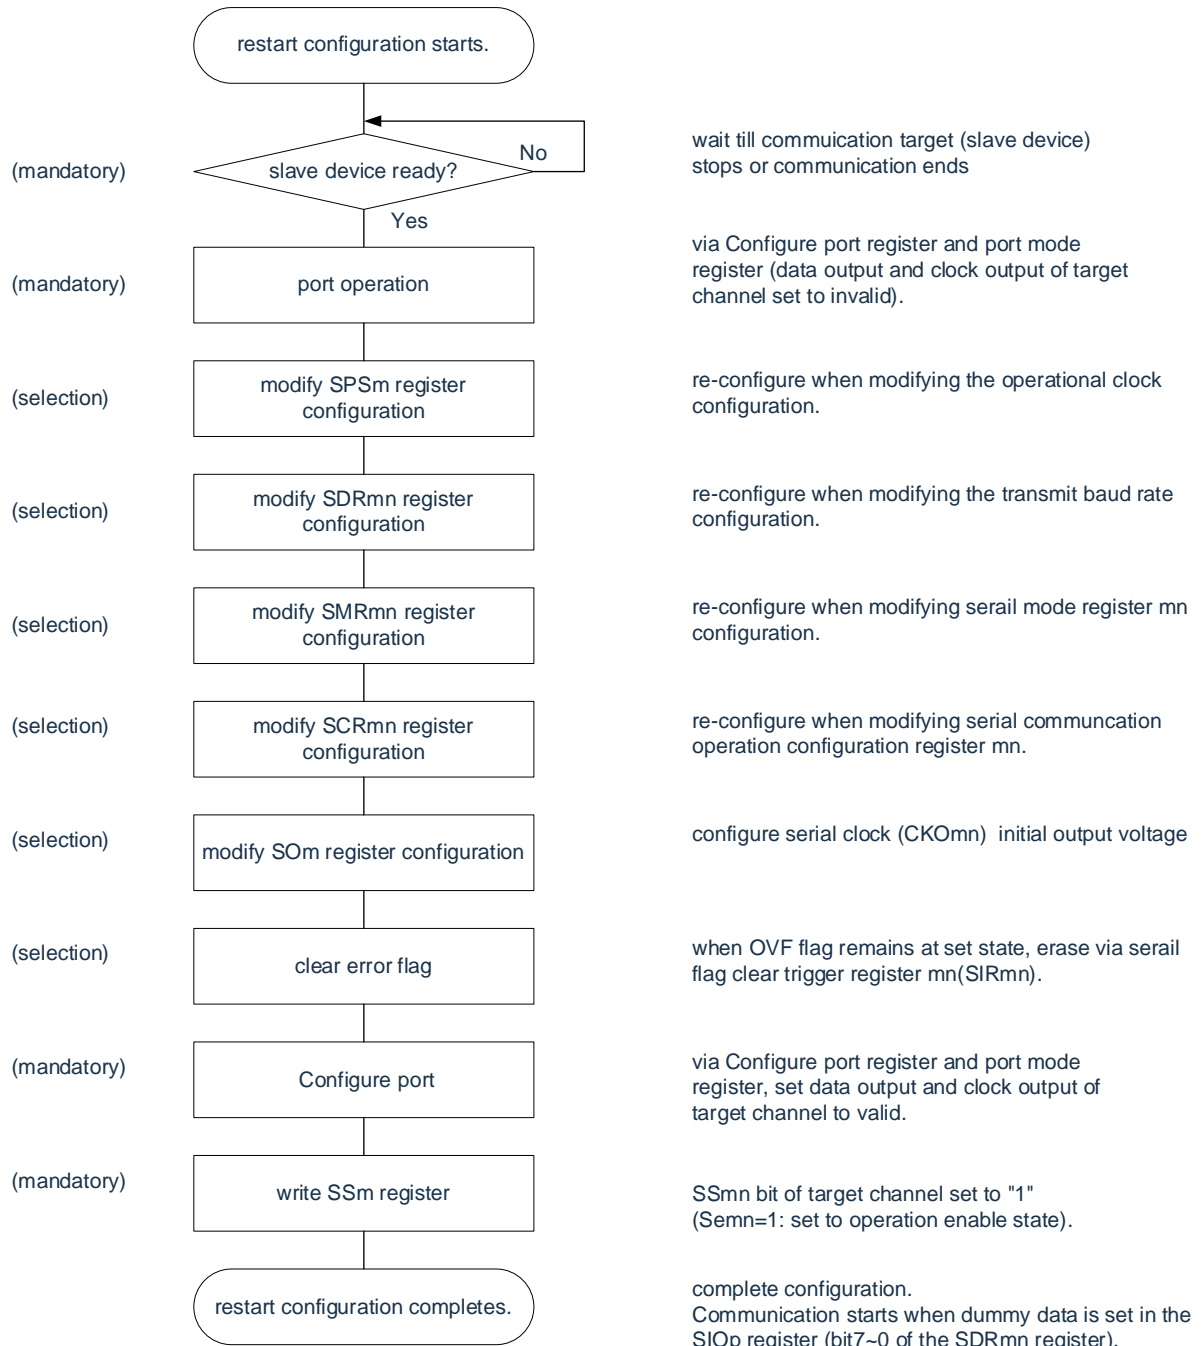 restart configuration starts.
No
wait till commuication target (slave device)
stops or communication ends
(mandatory)
slave device ready?
Yes
via Configure port register and port mode
register (data output and clock output of target
channel set to invalid).
(mandatory)
port operation
(selection)
modify SPSm register
configuration
re-configure when modifying the operational clock
configuration.
(selection)
modify SDRmn register
configuration
re-configure when modifying the transmit baud rate
configuration.
(selection)
modify SMRmn register
configuration
re-configure when modifying serail mode register mn
configuration.
(selection)
modify SCRmn register
configuration
re-configure when modifying serial communcation
operation configuration register mn.
(selection)
modify SOm register configuration
configure serial clock (CKOmn)  initial output voltage
(selection)
clear error flag
when OVF flag remains at set state, erase via serail
flag clear trigger register mn(SIRmn).
(mandatory)
Configure port
via Configure port register and port mode
register, set data output and clock output of
target channel to valid.
(mandatory)
write SSm register
SSmn bit of target channel set to "1"
(Semn=1: set to operation enable state).
restart configuration completes.
complete configuration.
Communication starts when dummy data is set in the
SIOp register (bit7~0 of the SDRmn register).